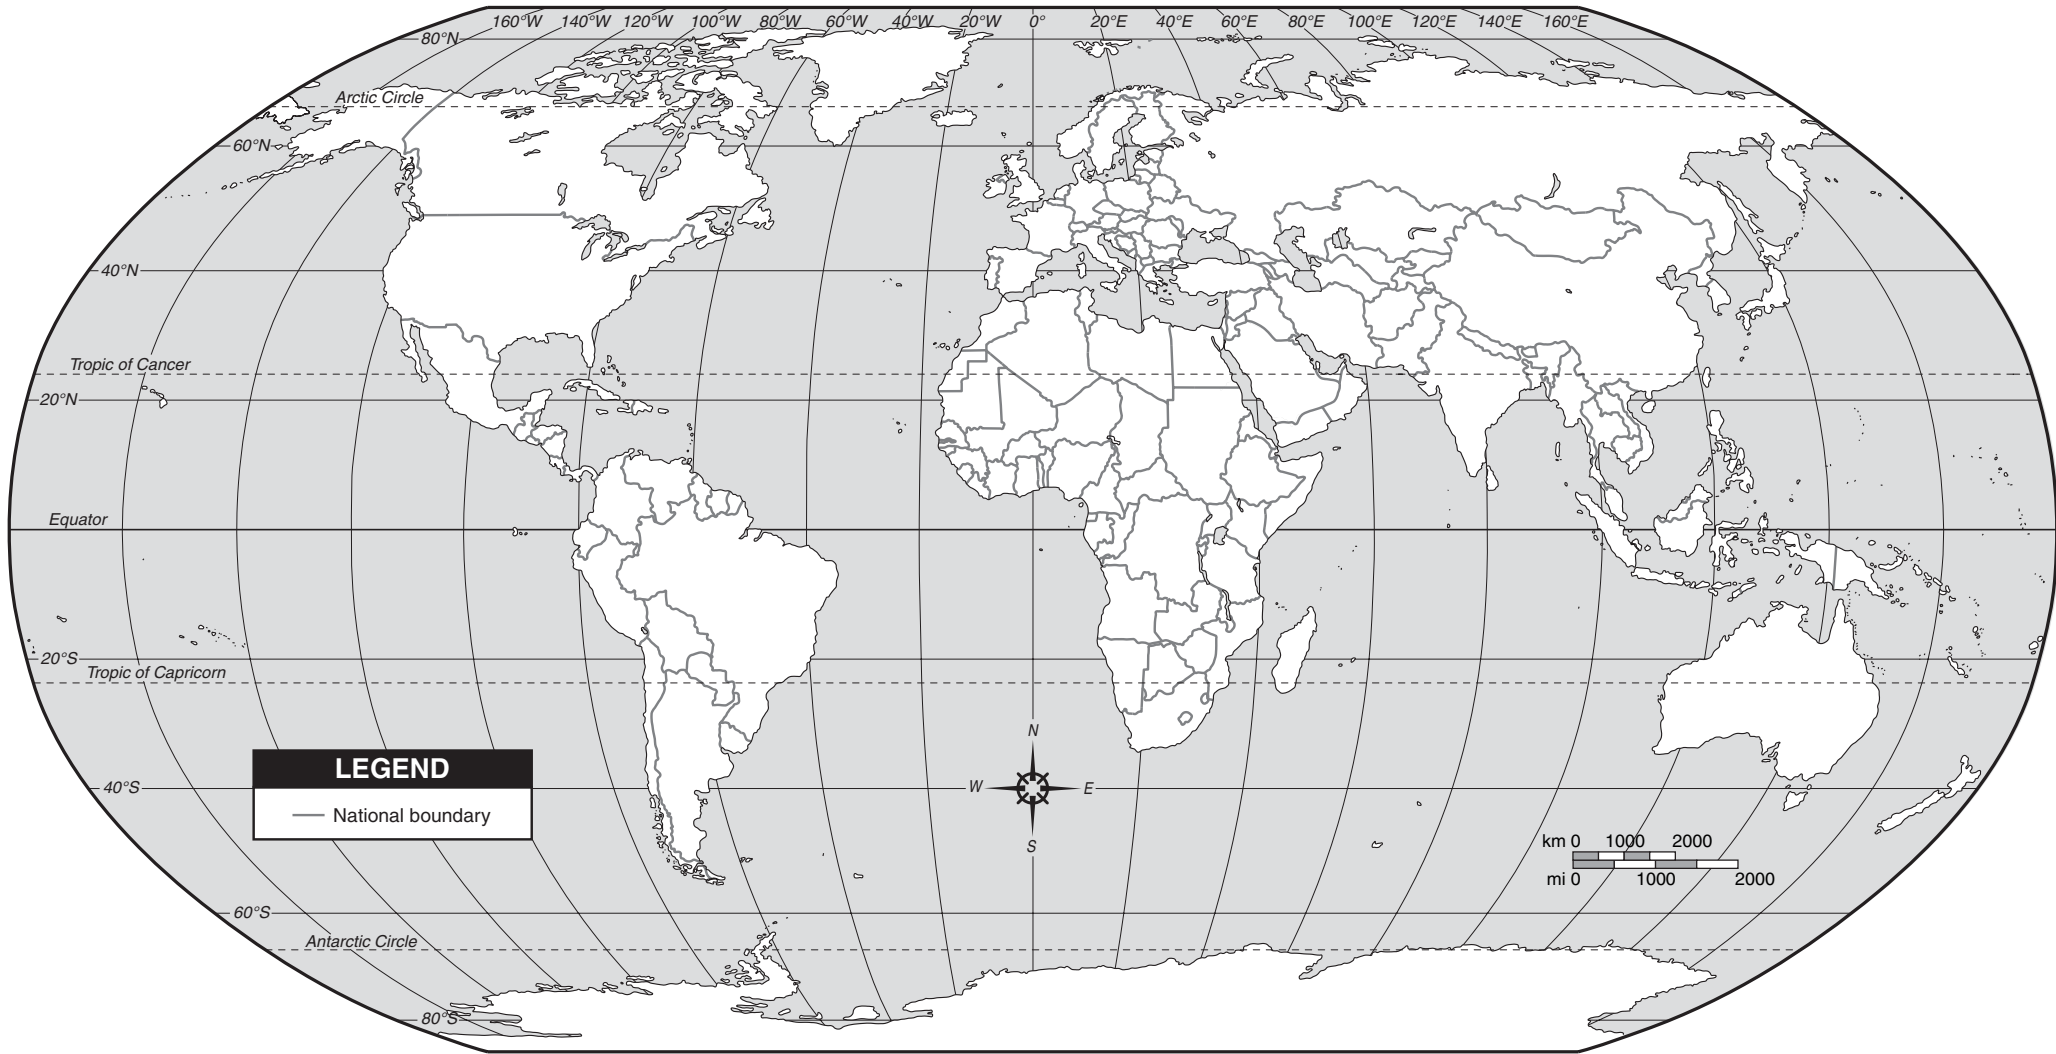 160°W 140°W 120°W 100°W 80°W 60°W 40°W 20°W 0° 20°E 40°E 60°E 80°E 100°E 120°E 140°E 160°E
80°N
Arctic Circle
60°N
40°N
Tropic of Cancer
20°N
Equator
20°S
Tropic of Capricorn
N
LEGEND
W E
40°S
National boundary
km 0 1000 2000
S
mi 0 1000 2000
60°S
Antarctic Circle
80°S